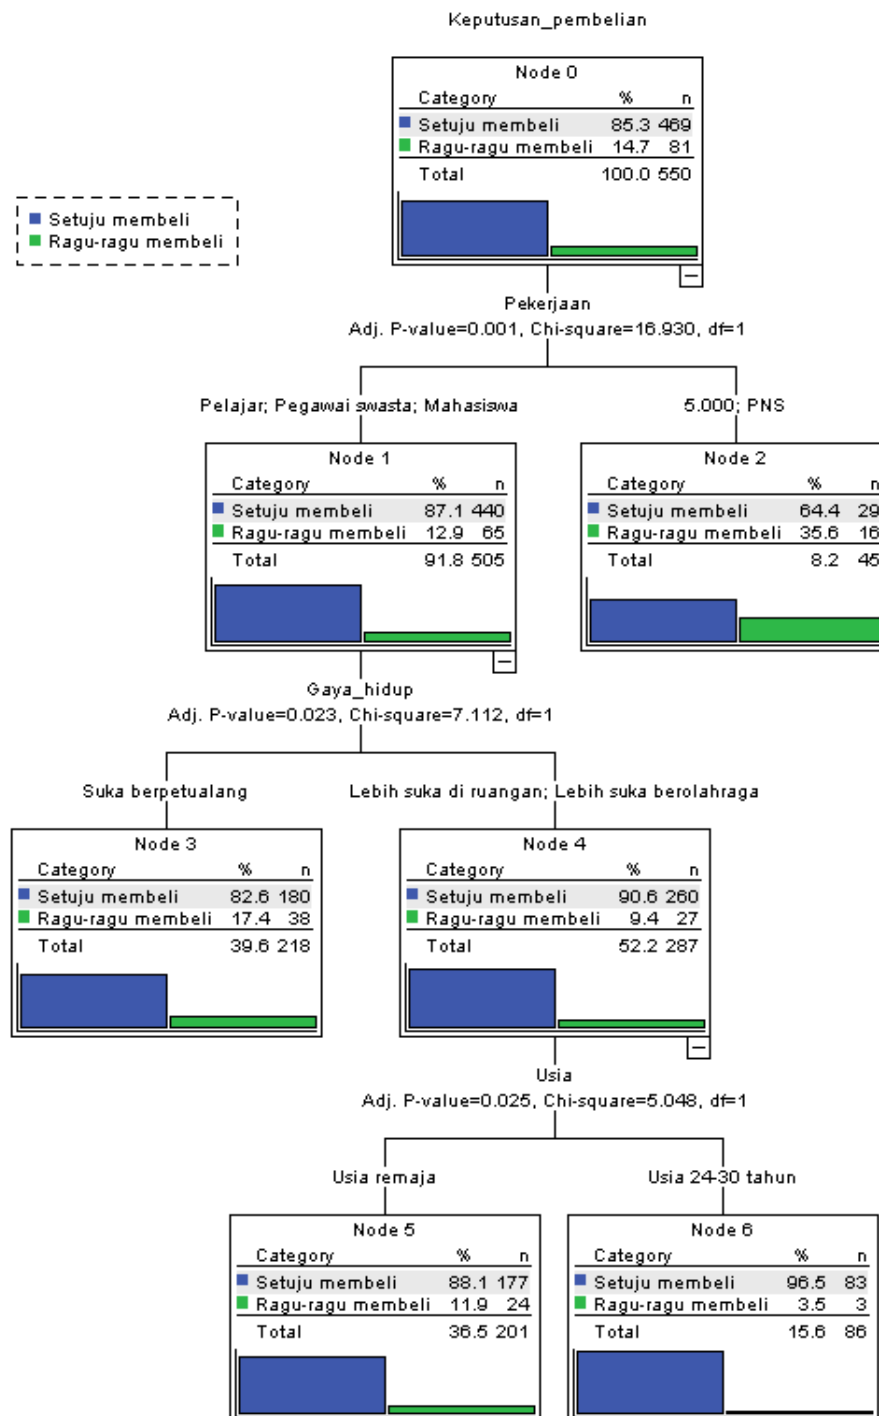 Keputusan_pembelian
Node 0
Category % n
Setuju membeli 85.3 469
Ragu-ragu membeli 14.7 81
Total 100.0 550
Setuju membeli
Ragu-ragu membeli
Pekerjaan
Adj. P-value=0.001, Chi-square=16.930, df=1
Pelajar; Pegawai swasta; Mahasiswa
5.000; PNS
Node 1
Category % n
Setuju membeli 87.1 440
Ragu-ragu membeli 12.9 65
Total 91.8 505
Node 2
Category % n
Setuju membeli 64.4 29
Ragu-ragu membeli 35.6 16
Total 8.2 45
Gaya_hidup
Adj. P-value=0.023, Chi-square=7.112, df=1
Suka berpetualang
Lebih suka di ruangan; Lebih suka berolahraga
Node 3
Category % n
Setuju membeli 82.6 180
Ragu-ragu membeli 17.4 38
Total 39.6 218
Node 4
Category % n
Setuju membeli 90.6 260
Ragu-ragu membeli 9.4 27
Total 52.2 287
Usia
Adj. P-value=0.025, Chi-square=5.048, df=1
Usia remaja
Usia 24-30 tahun
Node 5
Category % n
Setuju membeli 88.1 177
Ragu-ragu membeli 11.9 24
Total 36.5 201
Node 6
Category % n
Setuju membeli 96.5 83
Ragu-ragu membeli 3.5 3
Total 15.6 86